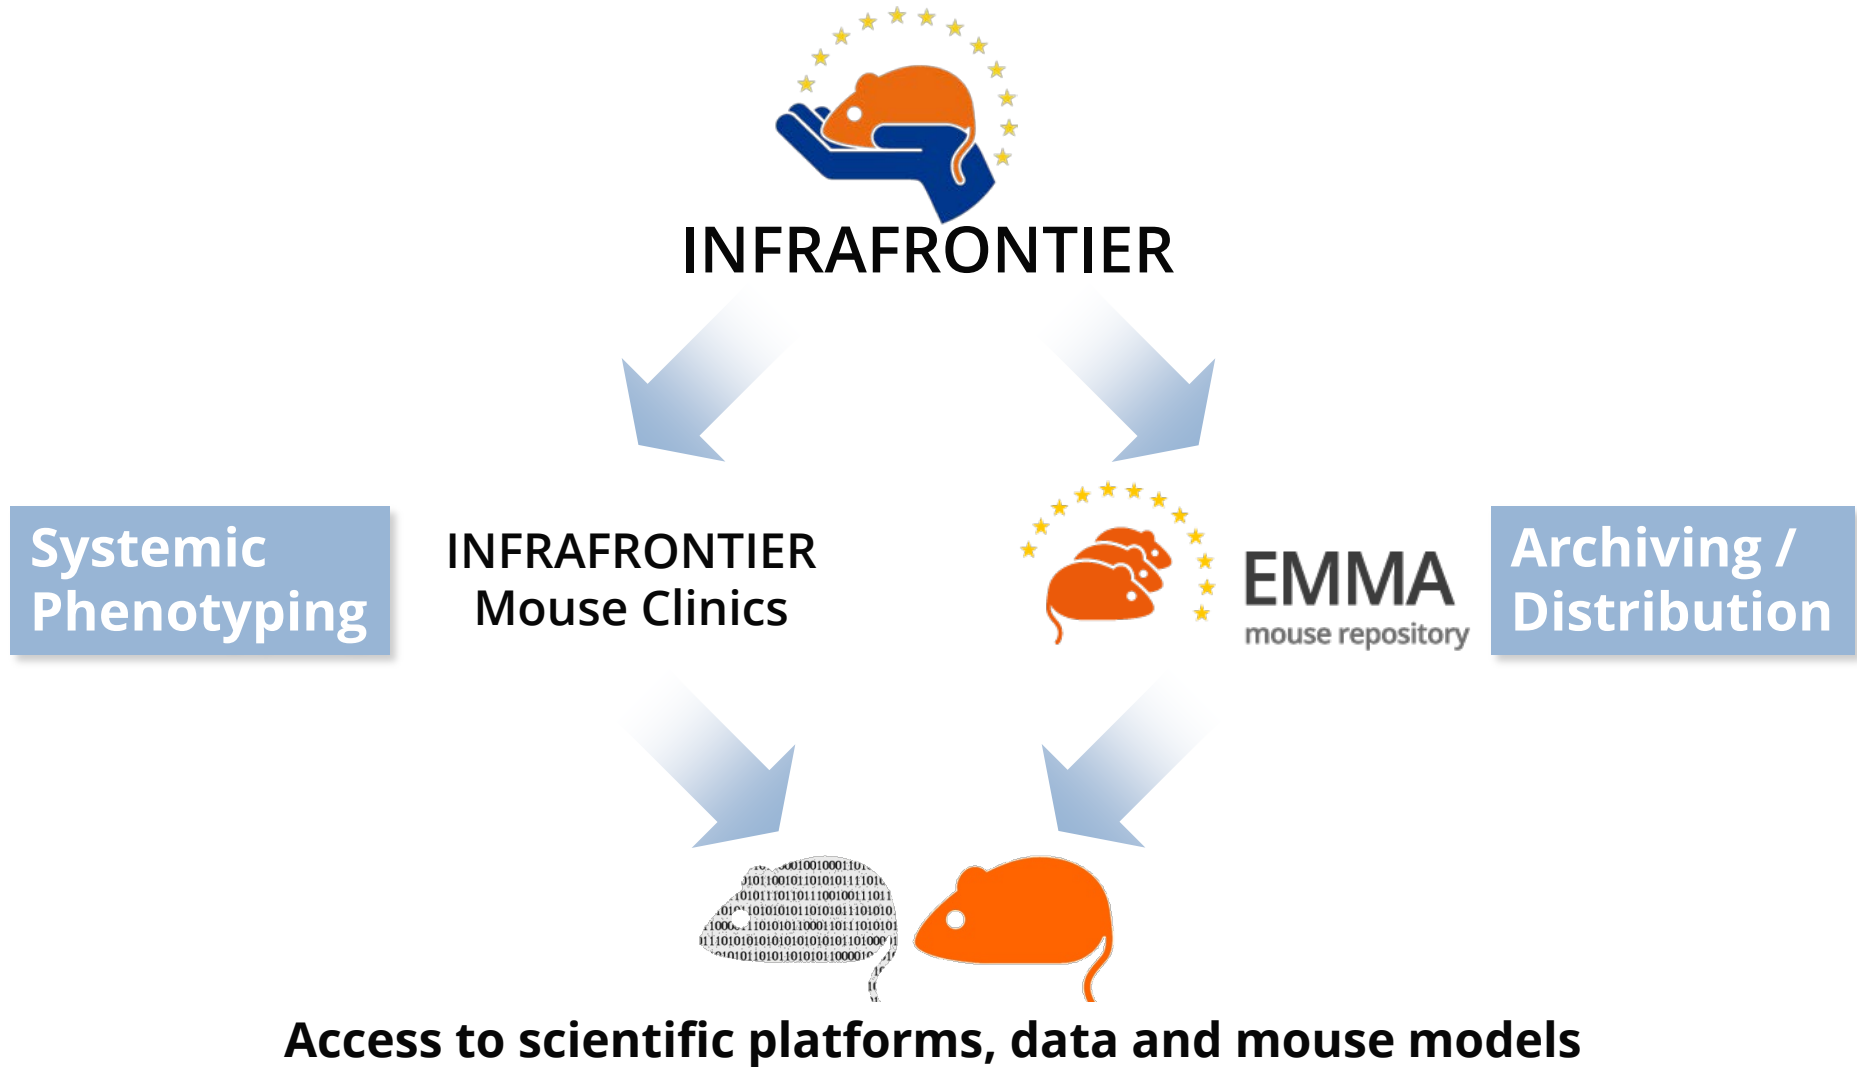 INFRAFRONTIER
Systemic
Phenotyping
INFRAFRONTIER
Mouse Clinics
EMMA
mouse repository
Archiving /
Distribution
Access to scientific platforms, data and mouse models